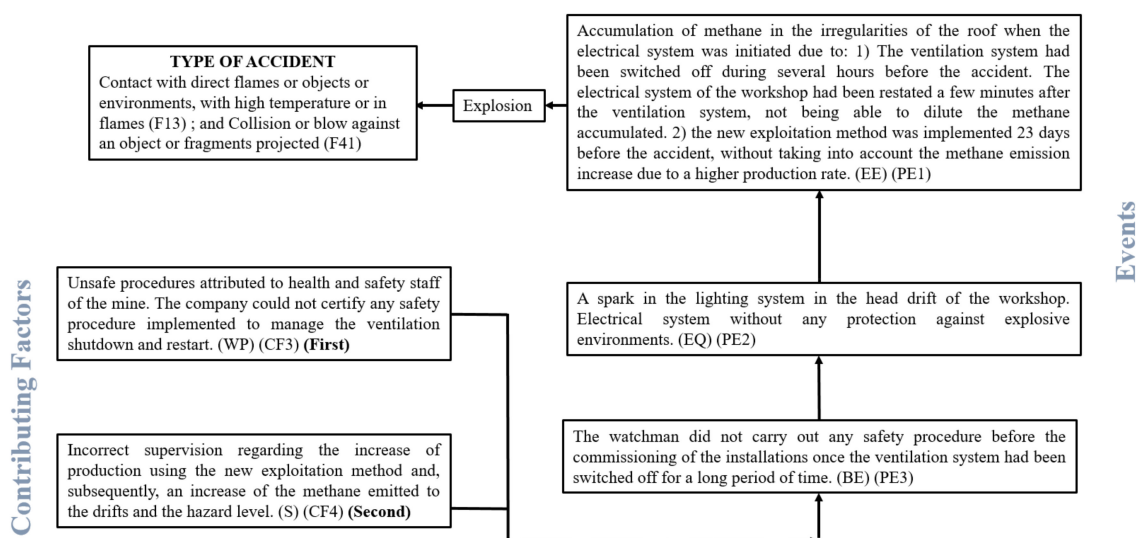 TYPE OF ACCIDENT
Contact with direct flames or objects or
environments, with high temperature or in
flames (F13) ; and Collision or blow against
an object or fragments projected (F41)
Explosion
Accumulation of methane in the irregularities of the roof when the
electrical system was initiated due to: 1) The ventilation system had
been switched off during several hours before the accident. The
electrical system of the workshop had been restated a few minutes after
the ventilation system, not being able to dilute the methane
accumulated. 2) the new exploitation method was implemented 23 days
before the accident, without taking into account the methane emission
increase due to a higher production rate. (EE) (PE1)
Events
Contributing Factors
Unsafe procedures attributed to health and safety staff
of the mine. The company could not certify any safety
procedure implemented to manage the ventilation
shutdown and restart. (WP) (CF3) (First)
A spark in the lighting system in the head drift of the workshop.
Electrical system without any protection against explosive
environments. (EQ) (PE2)
Incorrect supervision regarding the increase of
production using the new exploitation method and,
subsequently, an increase of the methane emitted to
the drifts and the hazard level. (S) (CF4) (Second)
The watchman did not carry out any safety procedure before the
commissioning of the installations once the ventilation system had been
switched off for a long period of time. (BE) (PE3)